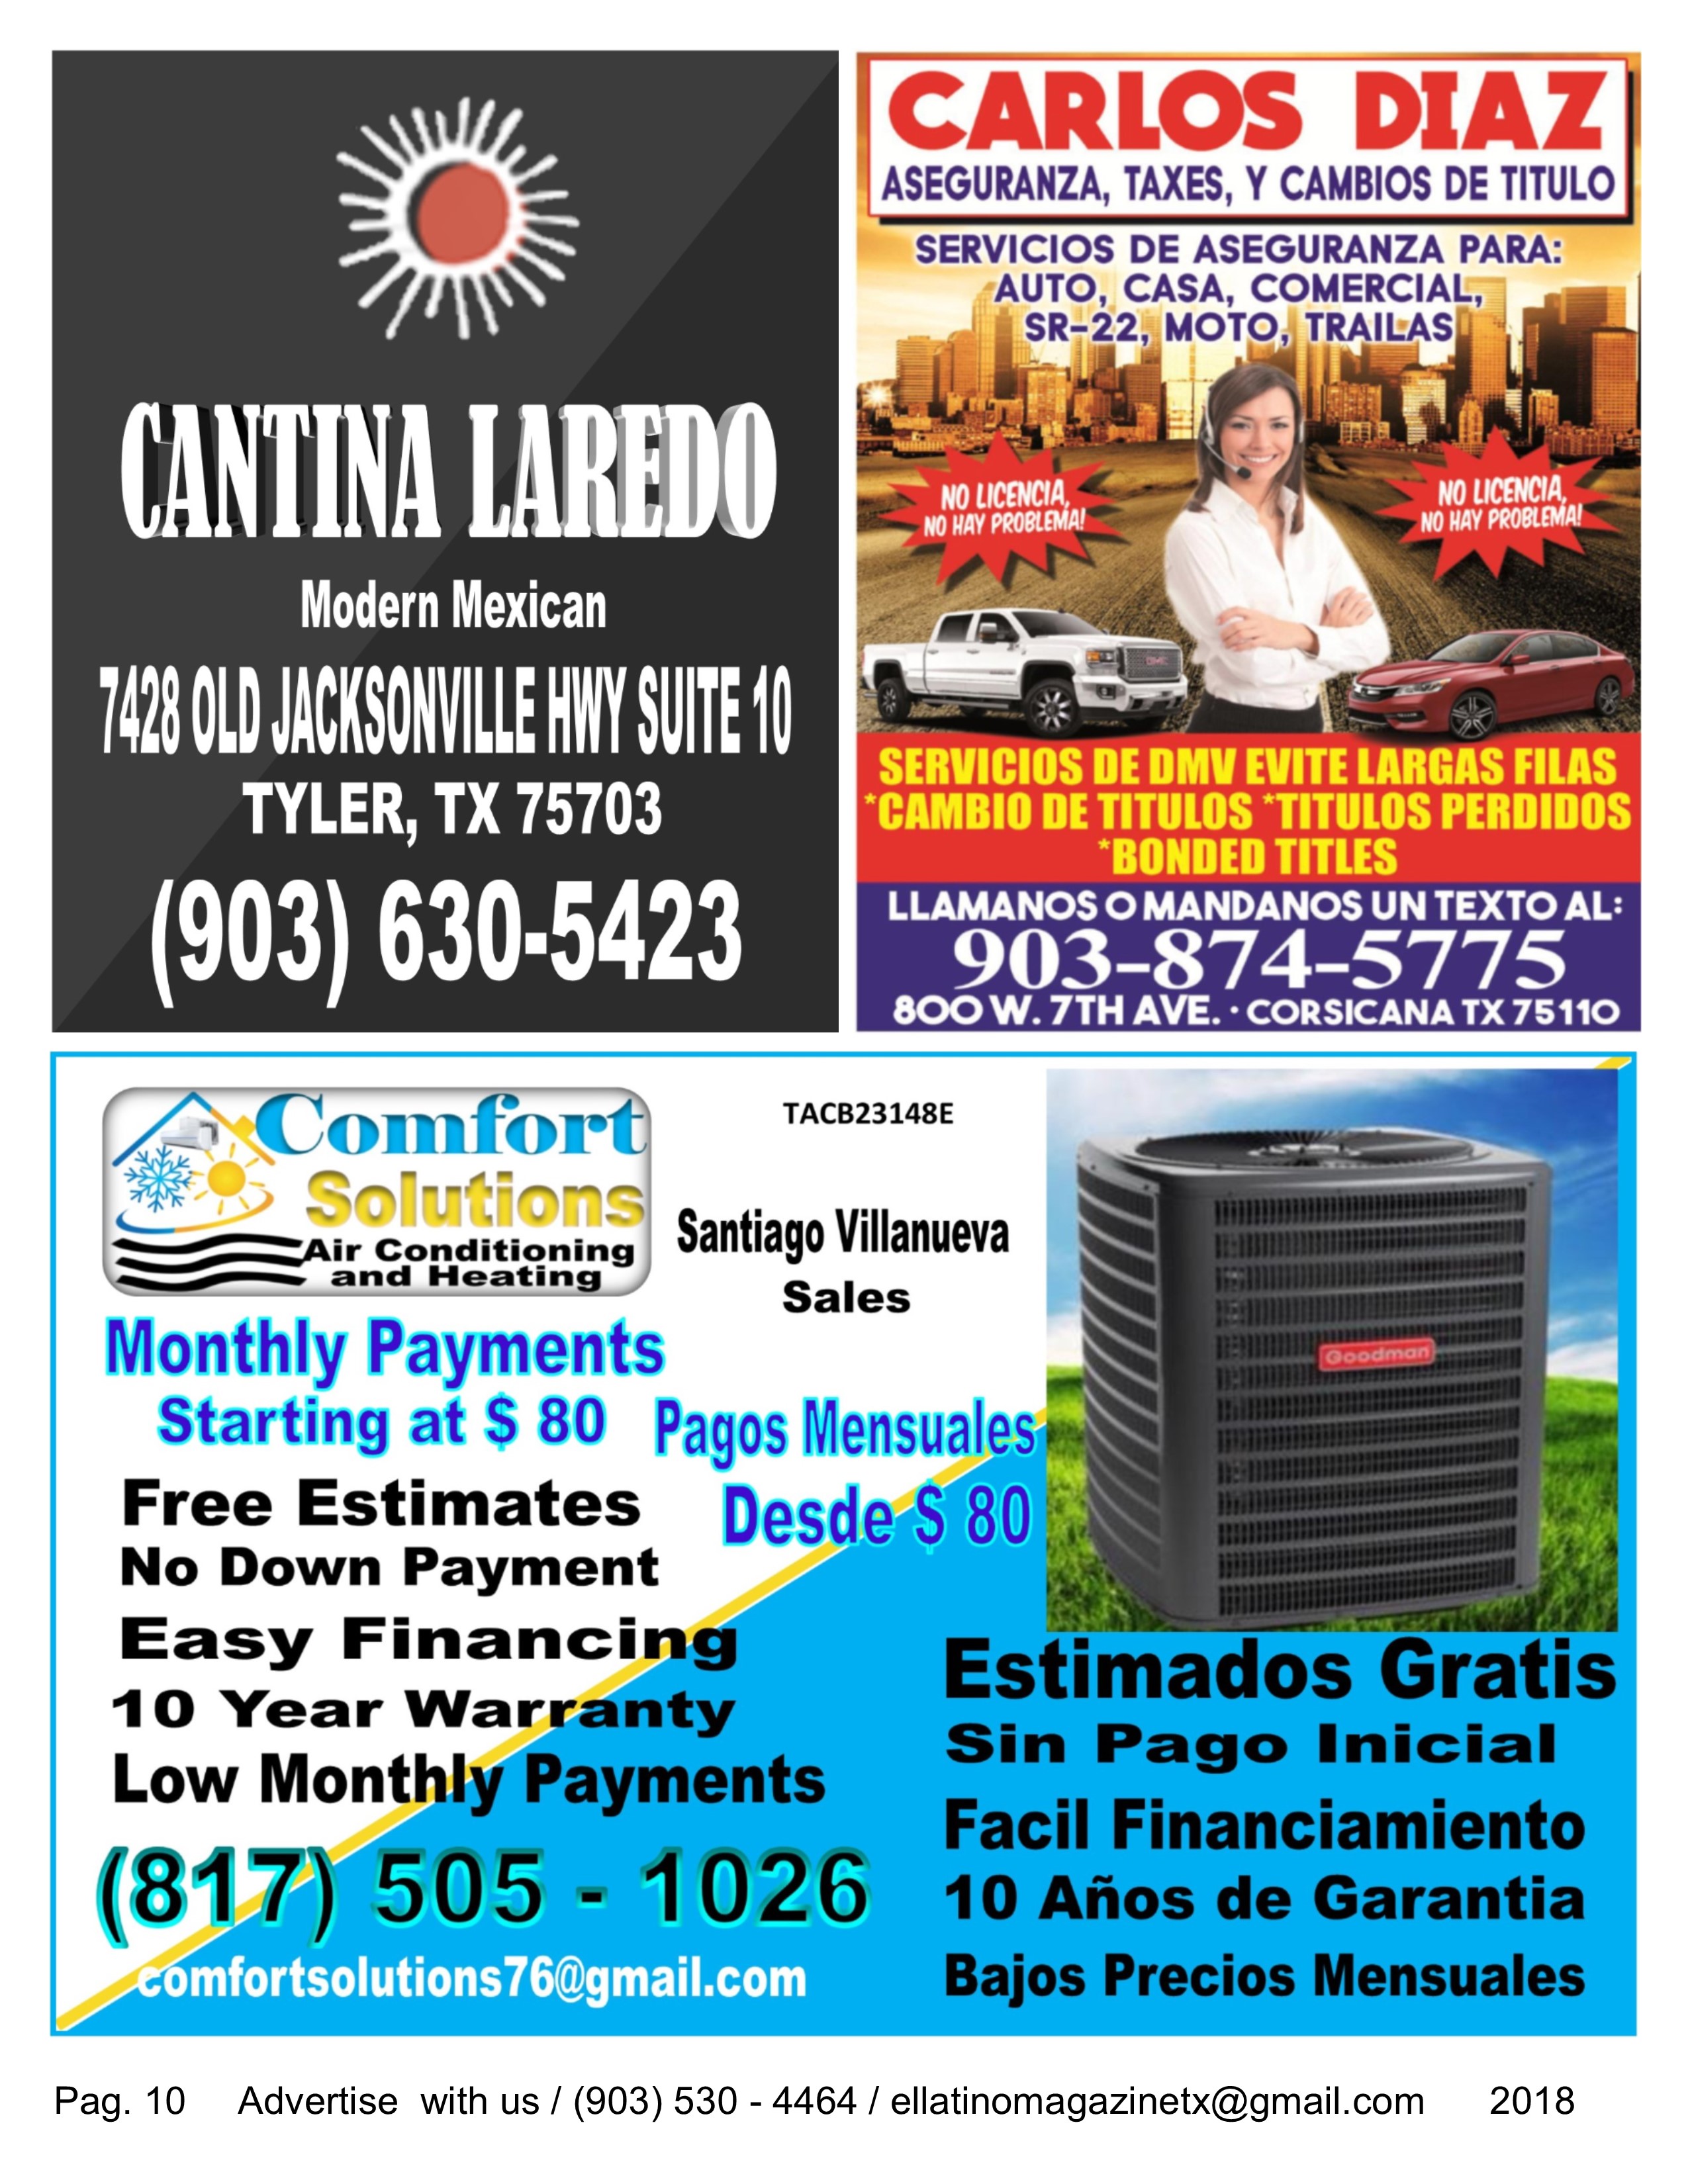 CANTINA LAREDO
Modern Mexican
7428 OLD JACKSONVILLE HWY SUITE 10
TYLER, TX 75703
(903) 630-5423
CARLOS DIAZ
ASEGURANZA, TAXES, Y CAMBIOS DE TITULO
SERVICIOS DE ASEGURANZA PARA:
AUTO, CASA, COMERCIAL,
SR-22, MOTO, TRAILAS
NO LICENCIA,
NO HAY PROBLEMA!
NO LICENCIA,
NO HAY PROBLEMA!
GMC
SERVICIOS DE DMV EVITE LARGAS FILAS
*CAMBIO DE TITULOS *TITULOS PERDIDOS
*BONDED TITLES
LLAMANOS O MANDANOS UN TEXTO AL:
903-874-5775
800 W. 7TH AVE. · CORSICANA TX 75110
Comfort
Solutions
Air Conditioning
and Heating
TACB23148E
Santiago Villanueva
Sales
Goodman
Monthly Payments
Starting at $ 80
Pagos Mensuales
Desde $ 80
Free Estimates
No Down Payment
Easy Financing
10 Year Warranty
Low Monthly Payments
(817) 505 - 1026
comfortsolutions76@gmail.com
Estimados Gratis
Sin Pago Inicial
Facil Financiamiento
10 Años de Garantia
Bajos Precios Mensuales
Pag. 10 Advertise with us / (903) 530 - 4464 / ellatinomagazinetx@gmail.com 2018